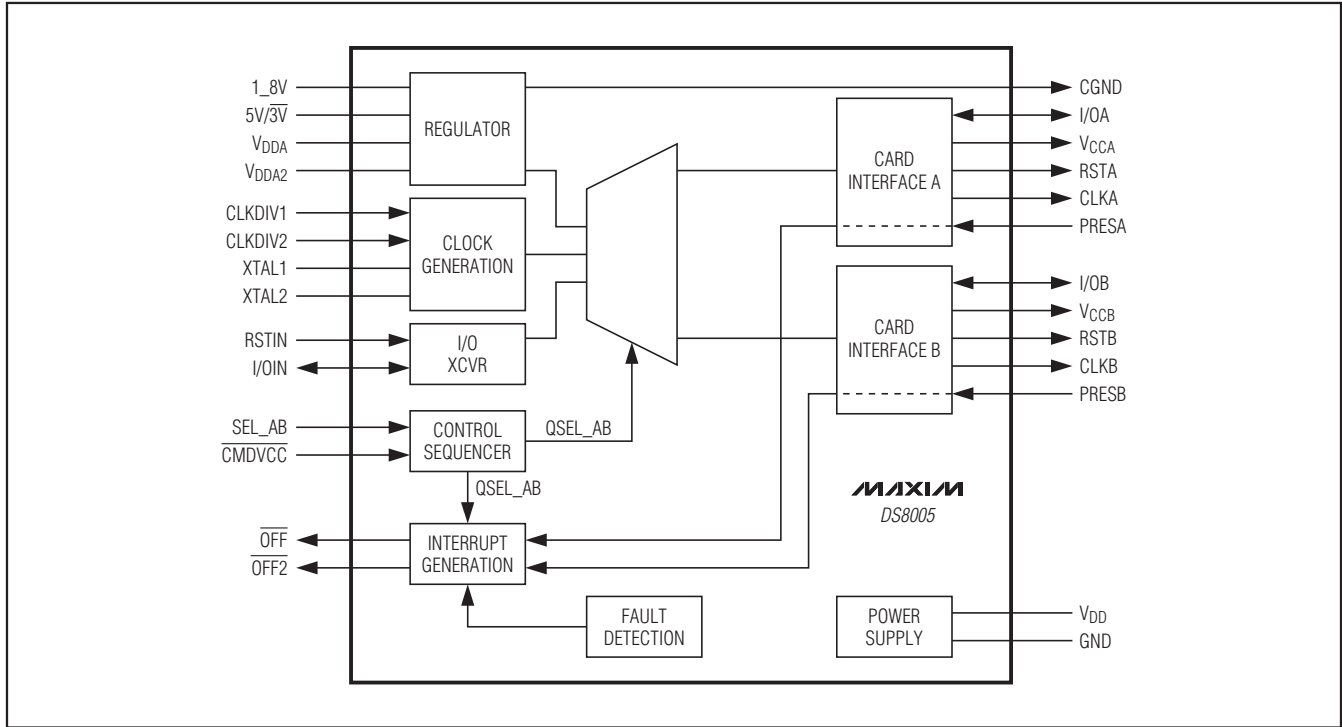 1_8V
5V/3V
VDDA
VDDA2
REGULATOR
CLKDIV1
CLKDIV2
XTAL1
XTAL2
CLOCK
GENERATION
RSTIN
I/OIN
I/O
XCVR
SEL_AB
CMDVCC
CONTROL
SEQUENCER
QSEL_AB
QSEL_AB
OFF
OFF2
INTERRUPT
GENERATION
FAULT
DETECTION
CARD
INTERFACE A
CGND
I/OA
VCCA
RSTA
CLKA
PRESA
CARD
INTERFACE B
I/OB
VCCB
RSTB
CLKB
PRESB
MAXIM
DS8005
POWER
SUPPLY
VDD
GND